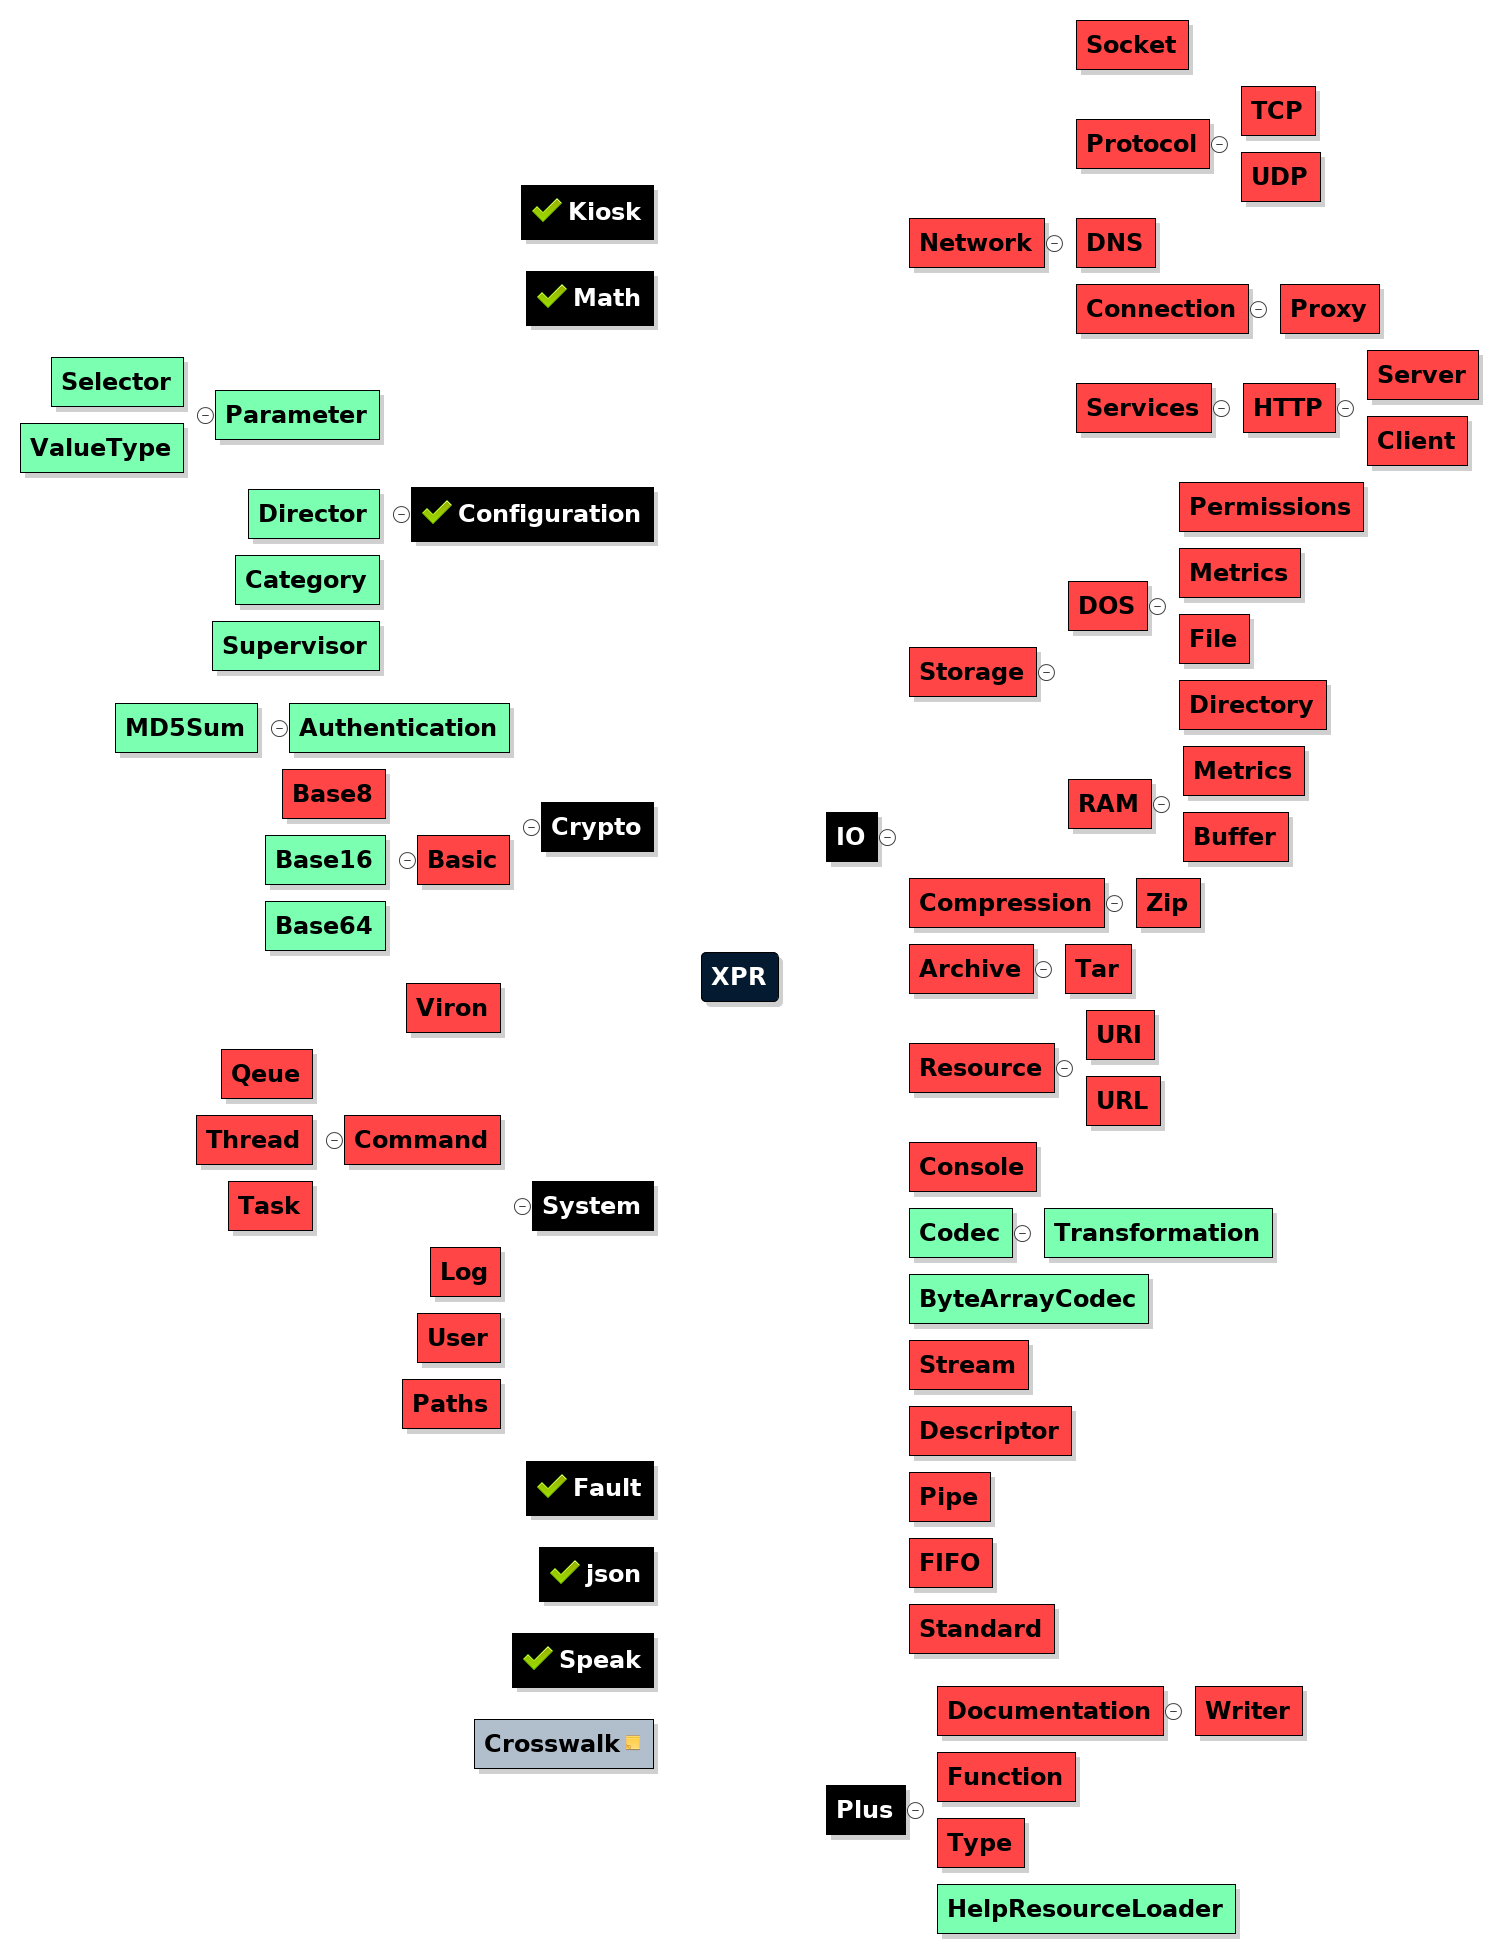 Kiosk
Math
Selector
ValueType
Parameter
Director
Configuration
Category
Supervisor
MD5Sum
Authentication
Base8
Base16
Base64
Basic
Crypto
Viron
Qeue
Thread
Task
Command
System
Log
User
Paths
Fault
json
Speak
Crosswalk
XPR
IO
Network
Socket
Protocol
TCP
UDP
DNS
Connection
Proxy
Services
HTTP
Server
Client
Storage
DOS
Permissions
Metrics
File
Directory
RAM
Metrics
Buffer
Compression
Zip
Archive
Tar
Resource
URI
URL
Console
Codec
Transformation
ByteArrayCodec
Stream
Descriptor
Pipe
FIFO
Standard
Plus
Documentation
Writer
Function
Type
HelpResourceLoader